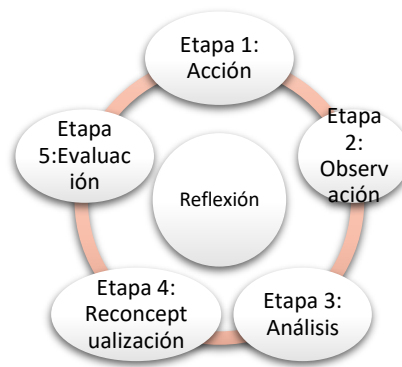 Etapa 1:
Acción
Etapa
2:
Observ
ación
Etapa 3:
Análisis
Etapa 4:
Reconcept
ualización
Etapa
5:Evaluac
ión
Reflexión